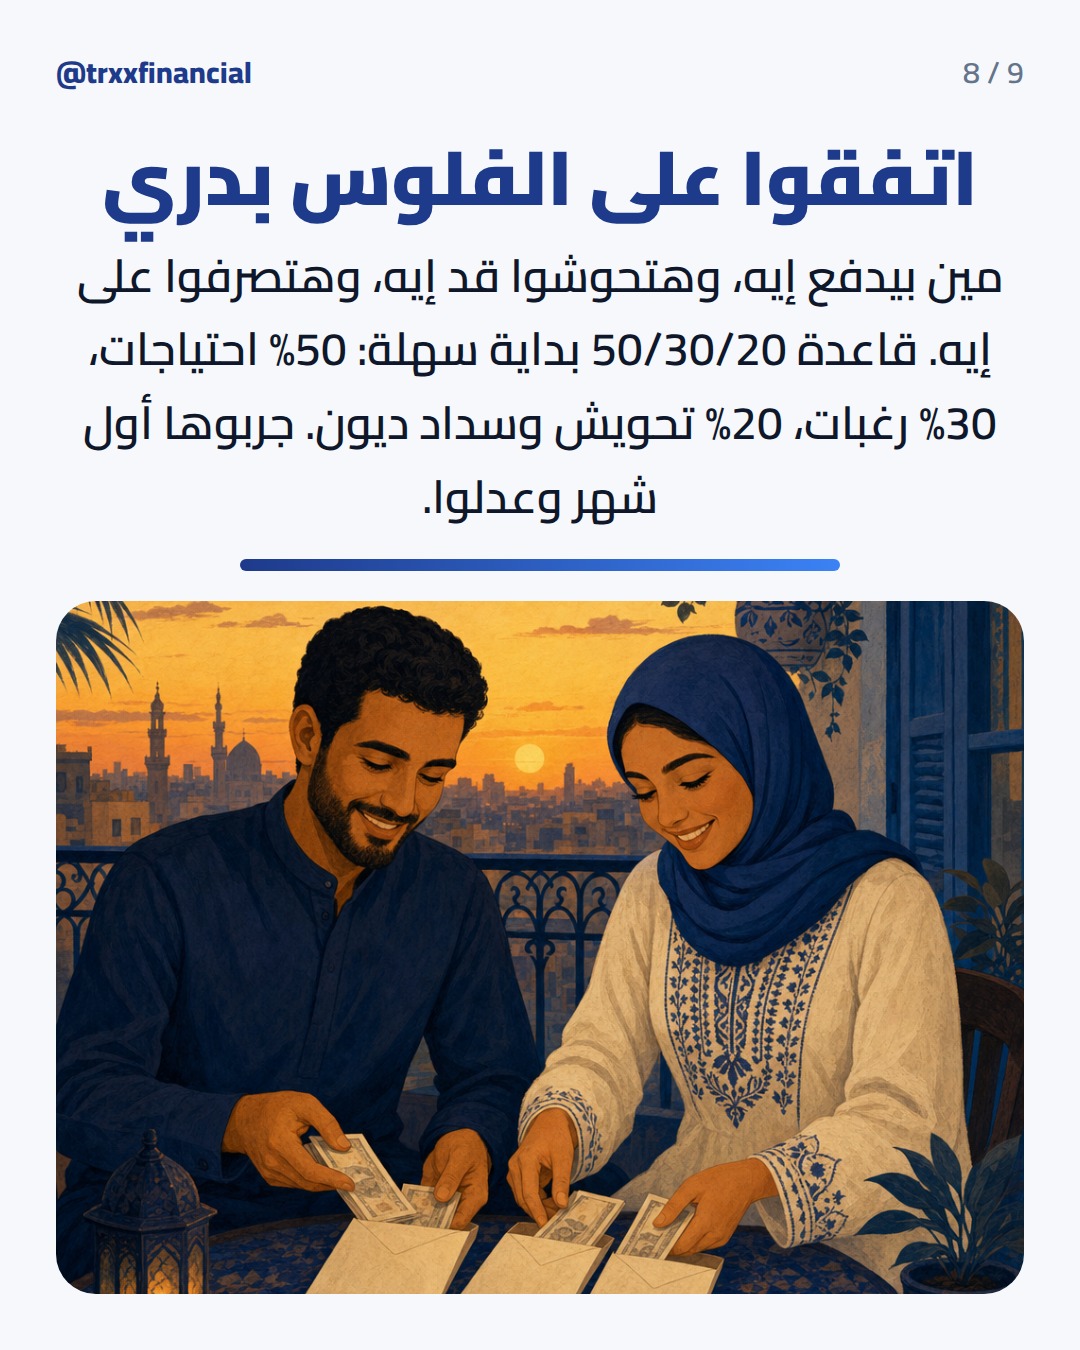 @trxxfinancial
8 / 9
اتفقوا على الفلوس بدري
مين بيدفع إيه، وهتحوشوا قد إيه، وهتصرفوا على
إيه. قاعدة 50/30/20 بداية سهلة: 50% احتياجات،
30% رغبات، 20% تحويش وسداد ديون. جربوها أول
شهر وعدلوا.